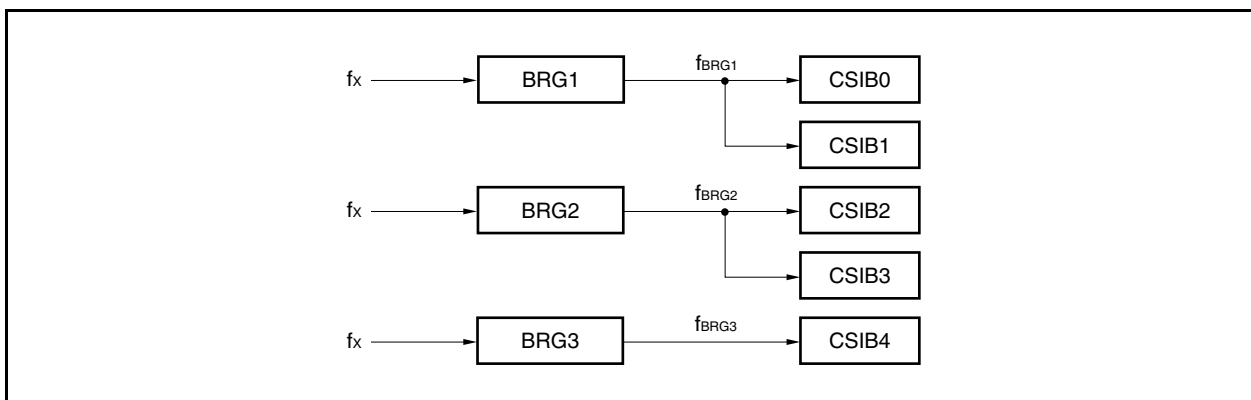 fX BRG1 fBRG1 CSIB0
CSIB1
fX BRG2 fBRG2 CSIB2
CSIB3
fX BRG3 fBRG3 CSIB4